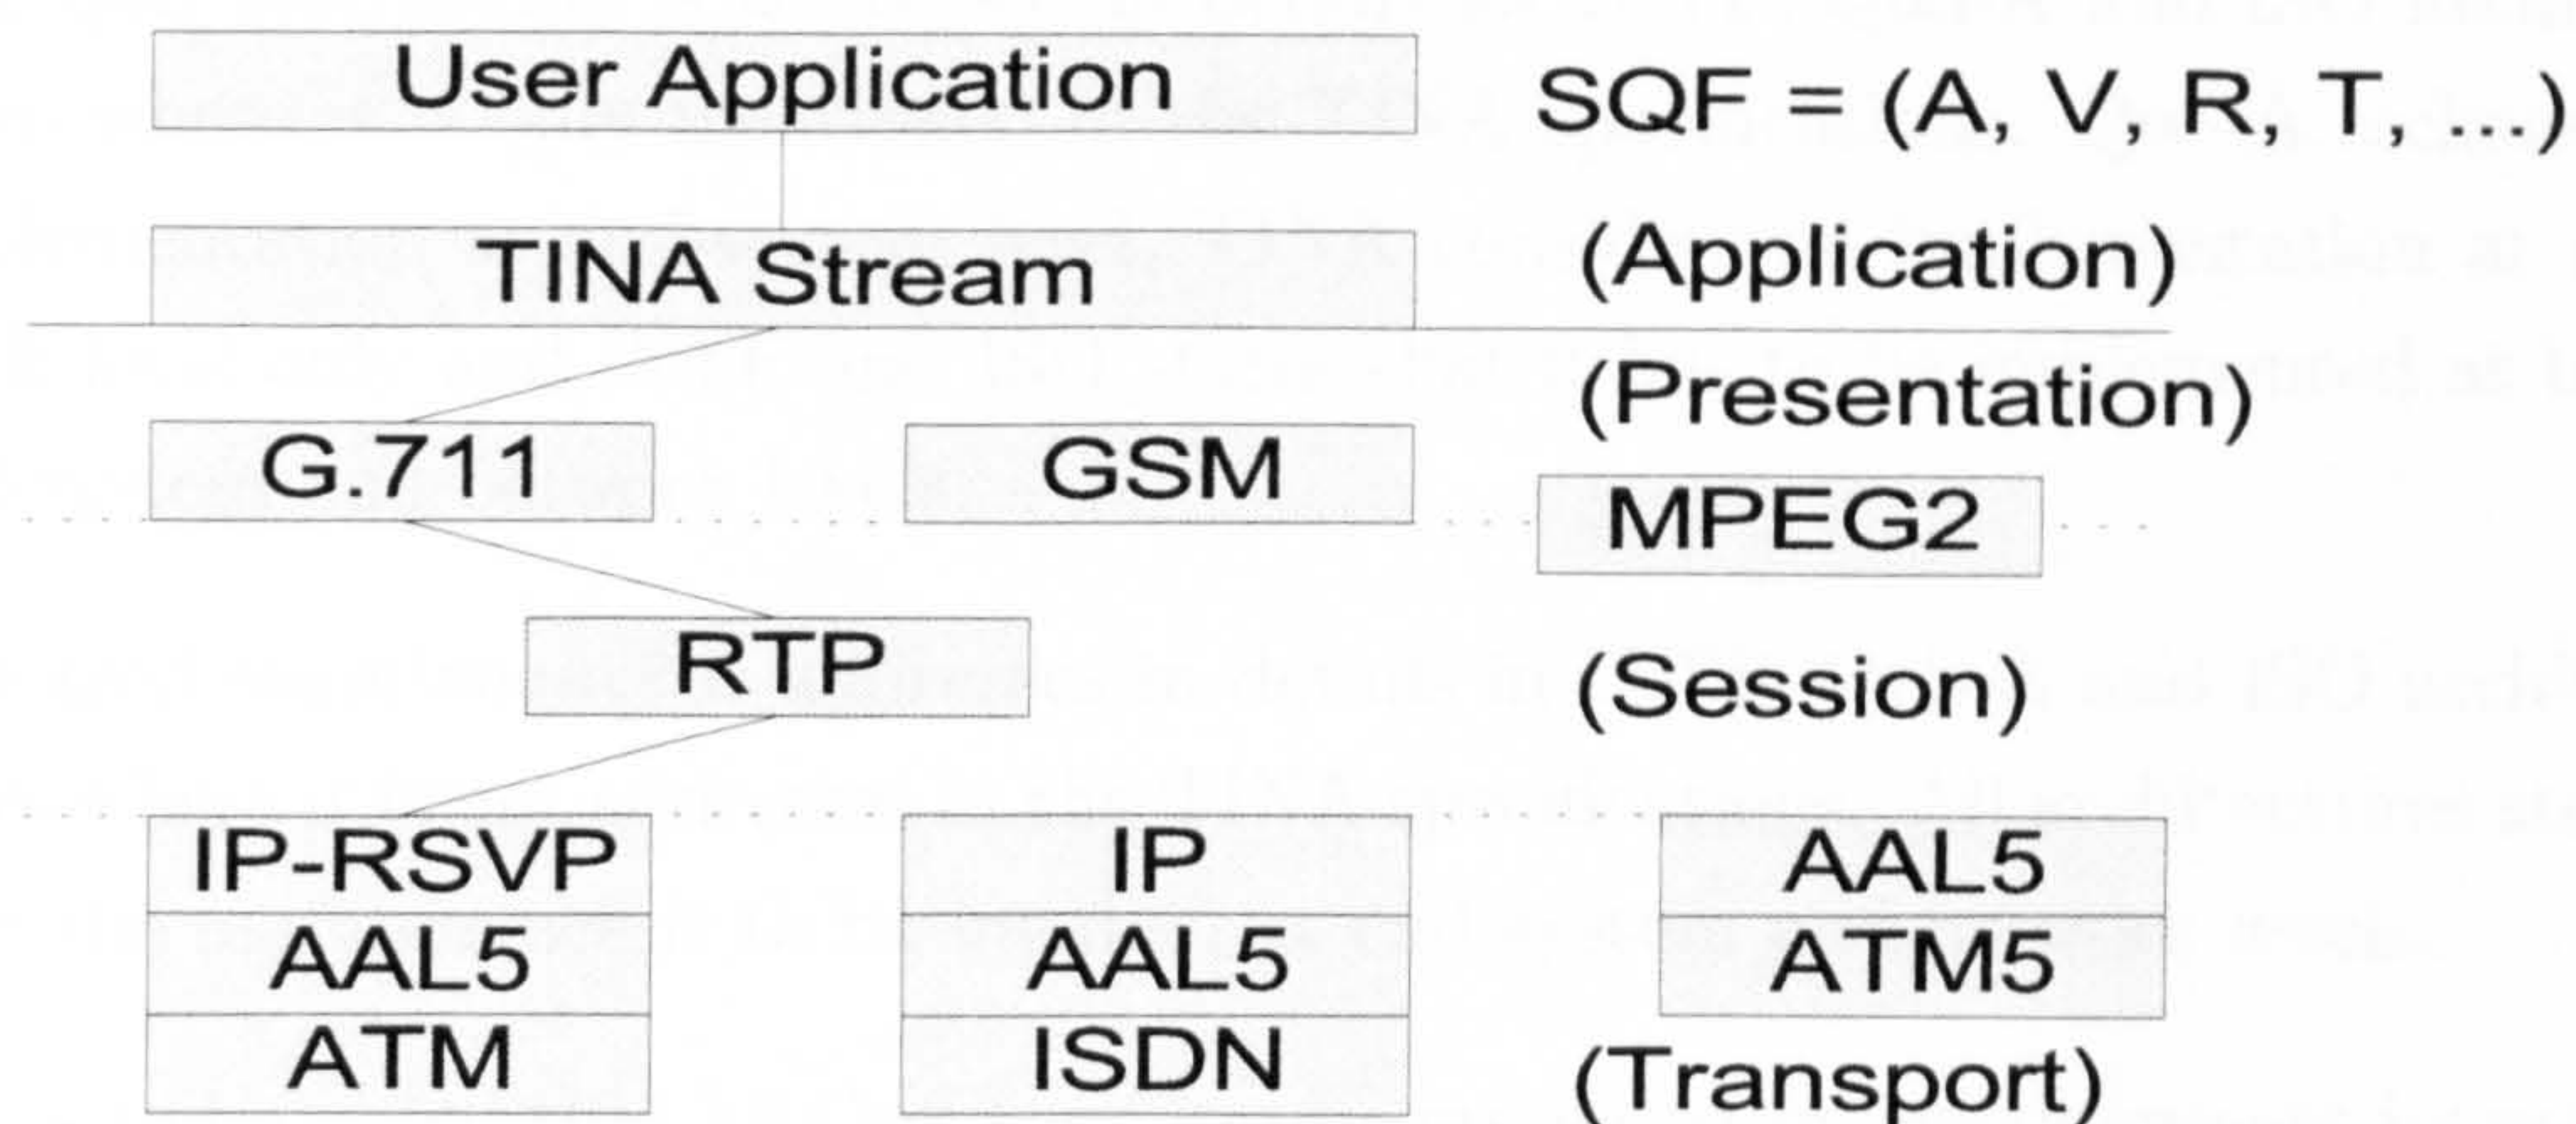 User Application
SQF = (A, V, R, T, ...)
TINA Stream
(Application)
(Presentation)
G.711
GSM
MPEG2
RTP
(Session)
IP-RSVP
IP
AAL5
AAL5
AAL5
ATM5
ATM
ISDN
(Transport)